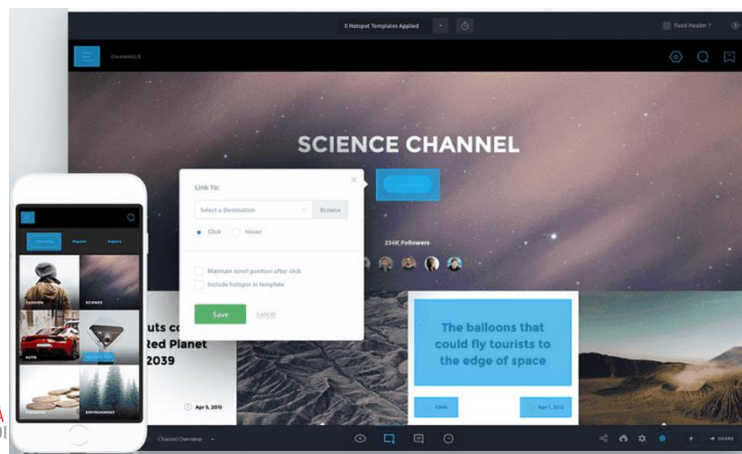 0 Hotspot Templates Applied
Fixed Header ?
CHANNELS
SCIENCE CHANNEL
Link To:
Select a Destination
Browse
Click
Hover
234K Followers
Maintain scroll position after click
Include hotspot in template
Save
cancel
Popular
Explore
FASHION
SCIENCE
AUTO
ENVIRONMENT
uts co
Red Planet
2039
Apr 5, 2015
The balloons that
could fly tourists to
the edge of space
Apr 1, 2015
Channel Overview
SHARE